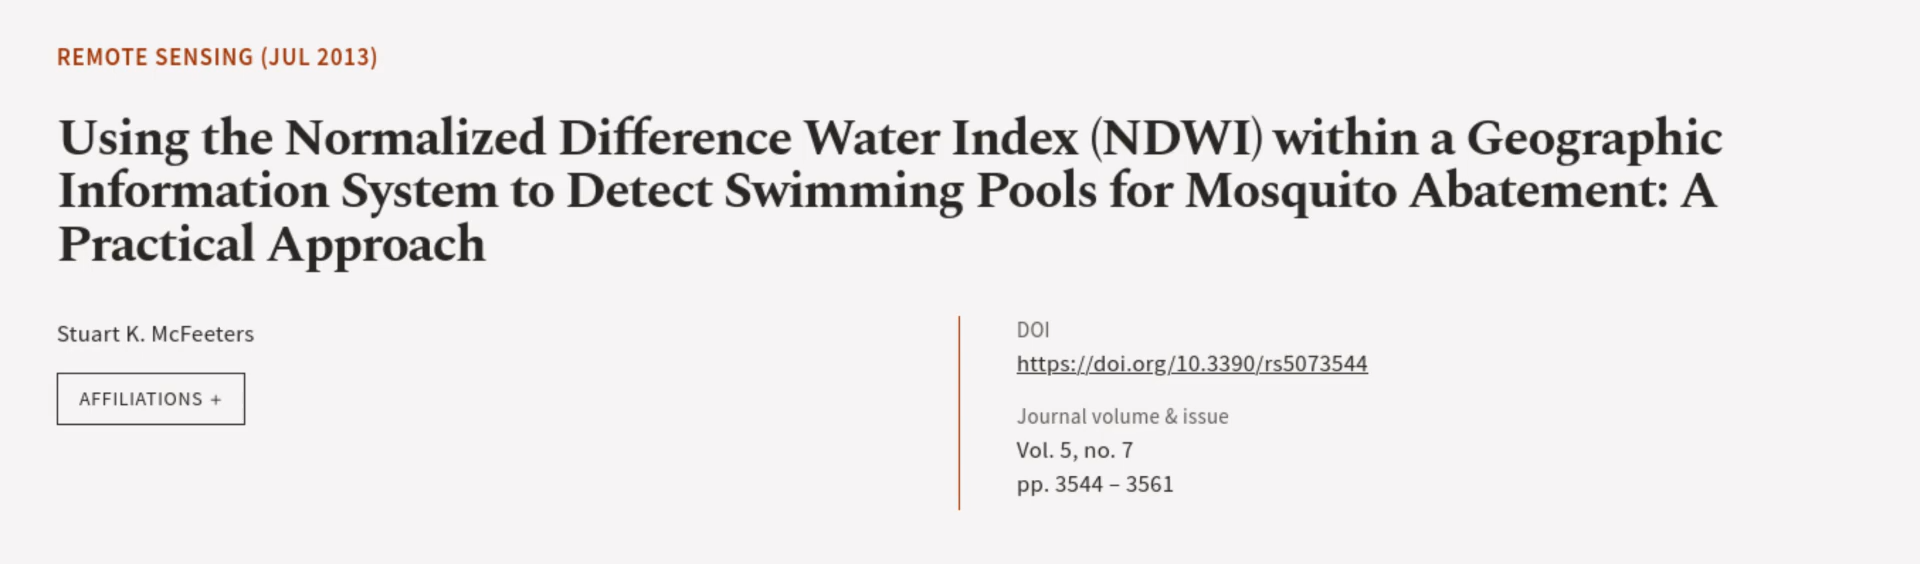 REMOTE SENSING (JUL 2013)
Using the Normalized Difference Water Index (NDWI) within a Geographic
Information System to Detect Swimming Pools for Mosquito Abatement: A
Practical Approach
Stuart K. McFeeters
AFFILIATIONS +
DOI
https://doi.org/10.3390/rs5073544
Journal volume & issue
Vol. 5, no. 7
pp. 3544 – 3561